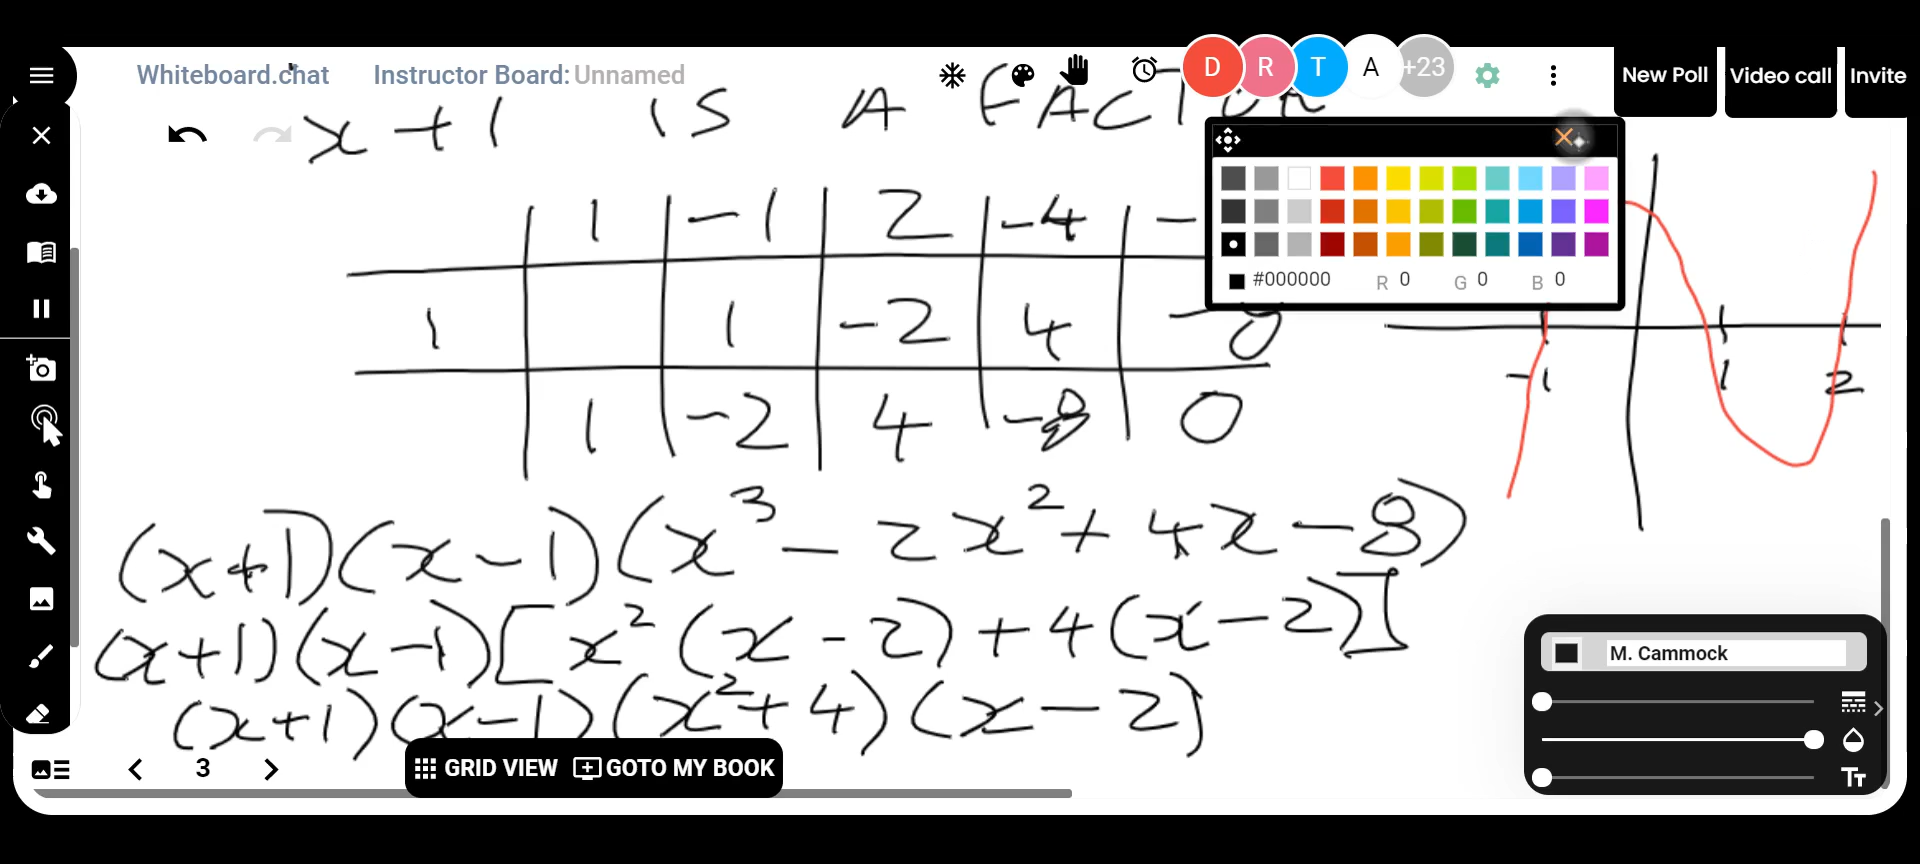 Whiteboard.chat Instructor Board: Unnamed
D R T A +23
New Poll Video call Invite
x + 1 IS A FACTOR
1 -1 2 -4 -
1 1 -2 4 -0
1 -2 4 -8 0
#000000 R 0 G 0 B 0
-1 1 2
(x+1)(x-1)(x³ - 2x² + 4x - 8)
(x+1)(x-1)[x²(x-2) + 4(x-2)]
(x+1)(x-1)(x²+4)(x-2)
M. Cammock
3
GRID VIEW GOTO MY BOOK
Tт